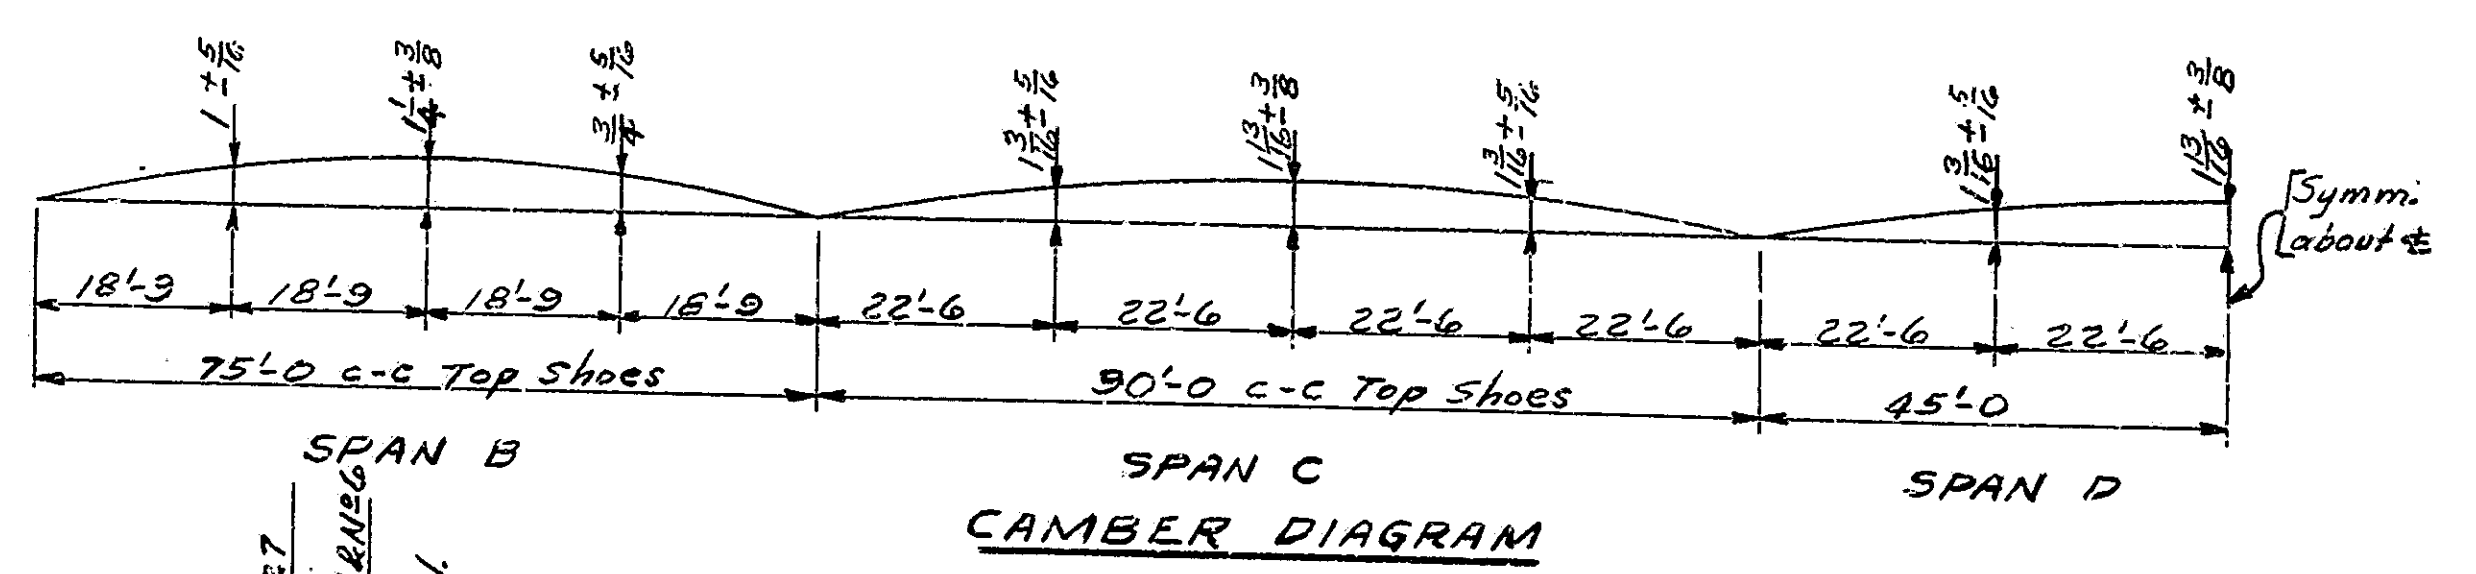 1 ± 5/16
1 1/4 ± 3/8
3/4 ± 5/16
1 3/16 ± 5/16
1 13/16 ± 3/8
1 3/16 ± 5/16
1 3/16 ± 5/16
1 13/16 ± 3/8
[Symm.
about ℄
18'-9
18'-9
18'-9
18'-9
22'-6
22'-6
22'-6
22'-6
22'-6
22'-6
75'-0 c-c Top Shoes
90'-0 c-c Top Shoes
45'-0
SPAN B
SPAN C
SPAN D
CAMBER DIAGRAM
Nº6